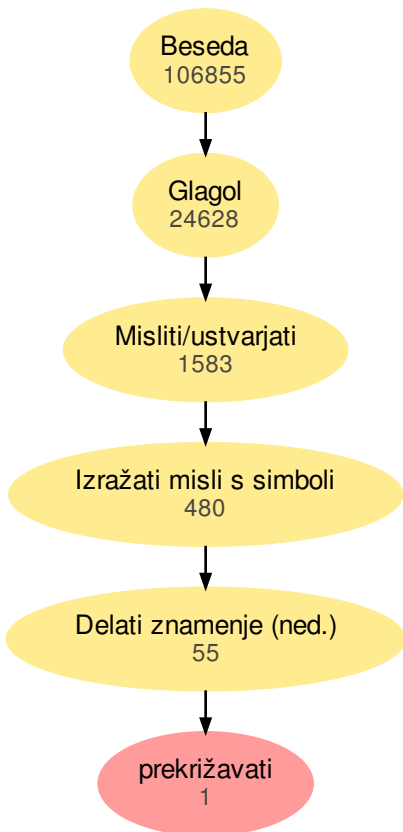 Beseda
106855
Glagol
24628
Misliti/ustvarjati
1583
Izražati misli s simboli
480
Delati znamenje (ned.)
55
prekrižavati
1